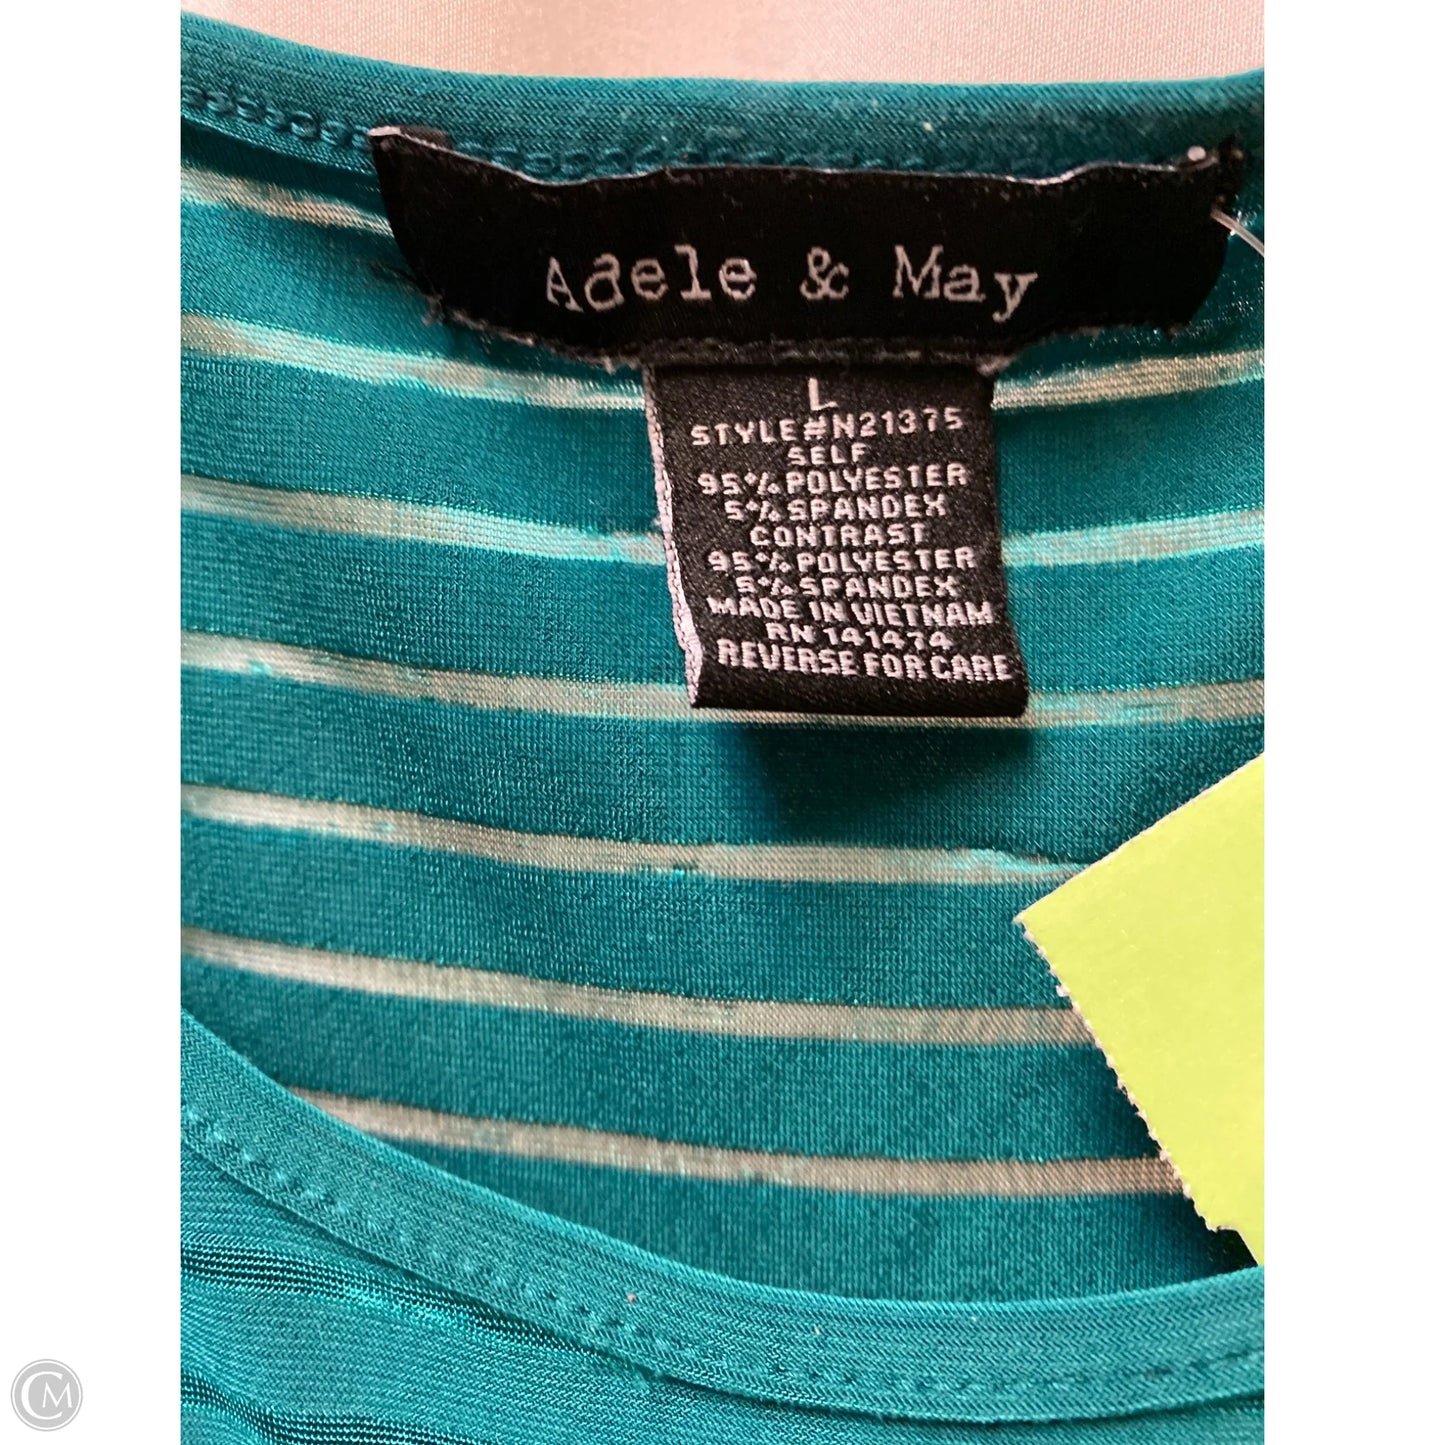 Adele & May
L
STYLE#N21375
SELF
95% POLYESTER
5% SPANDEX
CONTRAST
95% POLYESTER
5% SPANDEX
MADE IN VIETNAM
RN 141474
REVERSE FOR CARE
CM